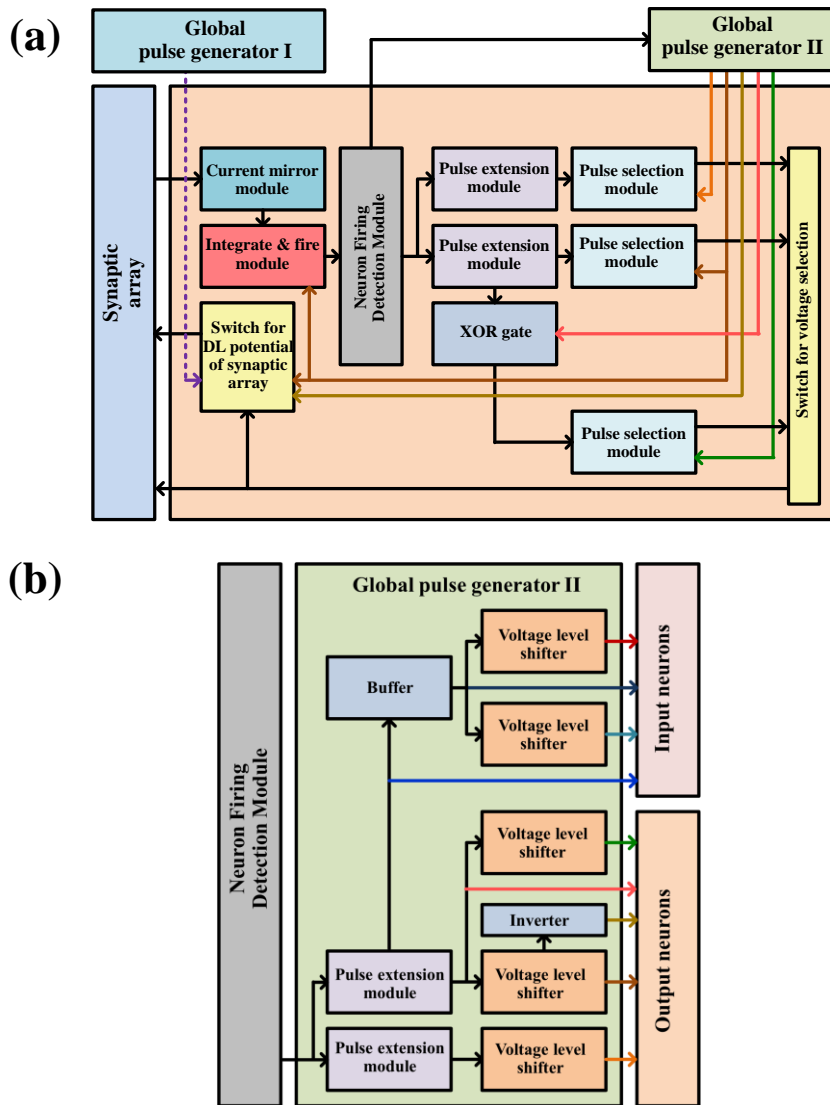 (a)
Global
pulse generator I
Global
pulse generator II
Synaptic
array
Current mirror
module
Integrate & fire
module
Switch for
DL potential
of synaptic
array
Neuron Firing
Detection Module
Pulse extension
module
Pulse selection
module
Pulse extension
module
Pulse selection
module
XOR gate
Pulse selection
module
Switch for voltage selection
(b)
Neuron Firing
Detection Module
Global pulse generator II
Voltage level
shifter
Buffer
Voltage level
shifter
Input neurons
Voltage level
shifter
Inverter
Pulse extension
module
Voltage level
shifter
Pulse extension
module
Voltage level
shifter
Output neurons